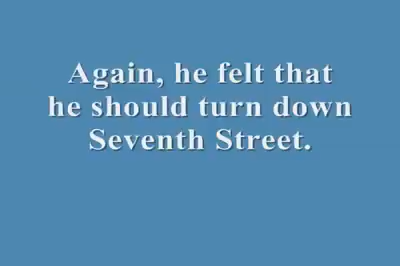 Again, he felt that
he should turn down
Seventh Street.